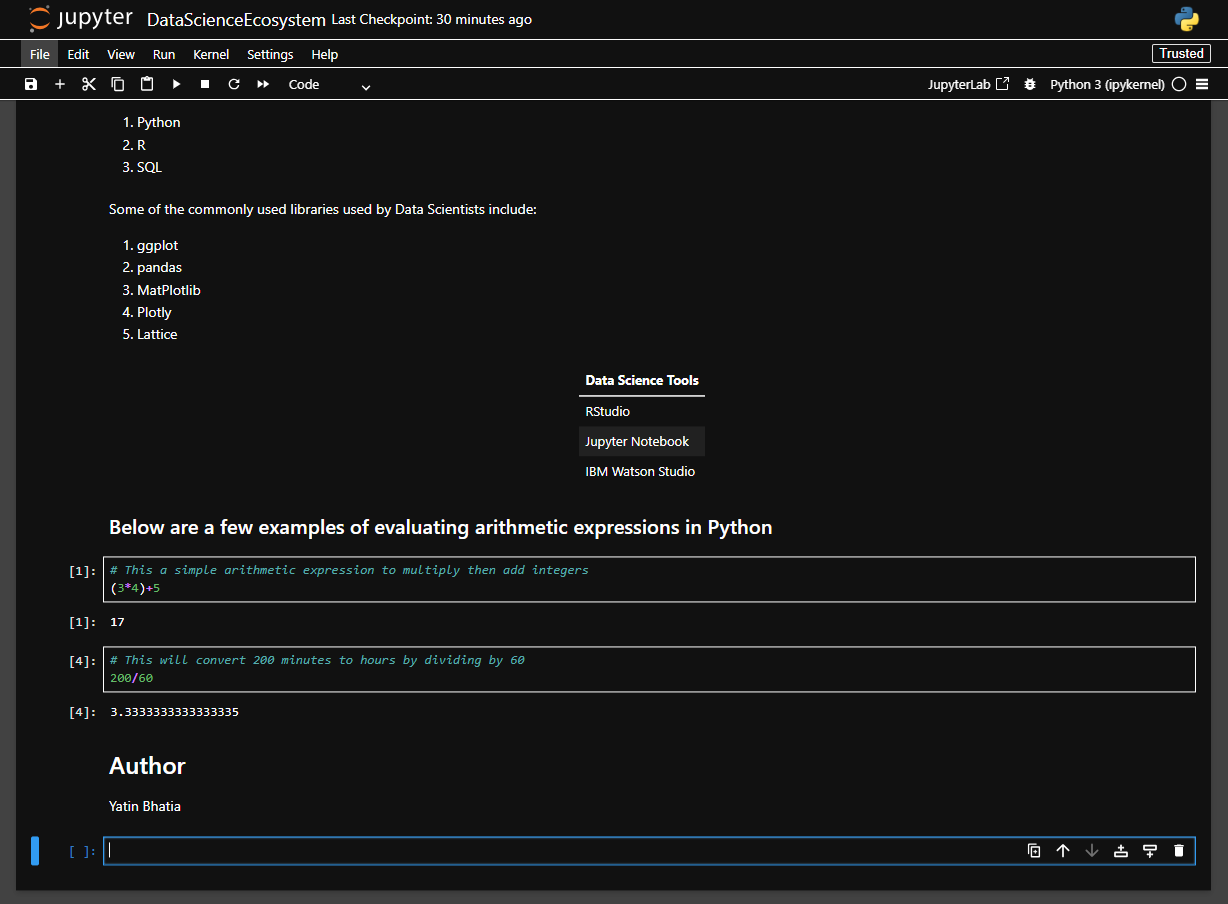 jupyter DataScienceEcosystem Last Checkpoint: 30 minutes ago
File Edit View Run Kernel Settings Help Trusted
Code JupyterLab Python 3 (ipykernel)
1. Python
2. R
3. SQL
Some of the commonly used libraries used by Data Scientists include:
1. ggplot
2. pandas
3. MatPlotlib
4. Plotly
5. Lattice
Data Science Tools
RStudio
Jupyter Notebook
IBM Watson Studio
Below are a few examples of evaluating arithmetic expressions in Python
[1]: # This a simple arithmetic expression to multiply then add integers
(3*4)+5
[1]: 17
[4]: # This will convert 200 minutes to hours by dividing by 60
200/60
[4]: 3.3333333333333335
Author
Yatin Bhatia
[ ]: